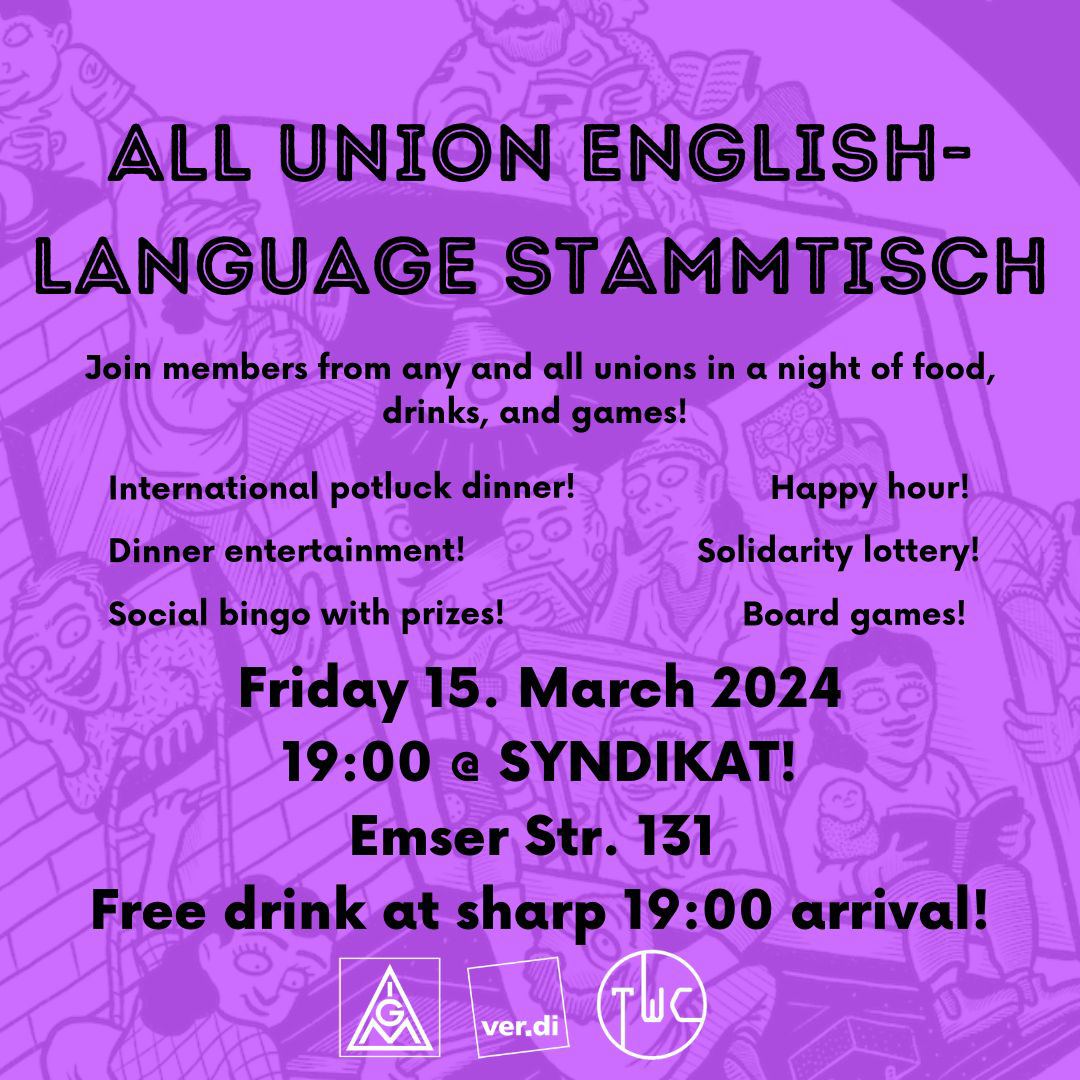 ALL UNION ENGLISH-
LANGUAGE STAMMTISCH
Join members from any and all unions in a night of food,
drinks, and games!
International potluck dinner!
Happy hour!
Dinner entertainment!
Solidarity lottery!
Social bingo with prizes!
Board games!
Friday 15. March 2024
19:00 @ SYNDIKAT!
Emser Str. 131
Free drink at sharp 19:00 arrival!
IGM
ver.di
TWC